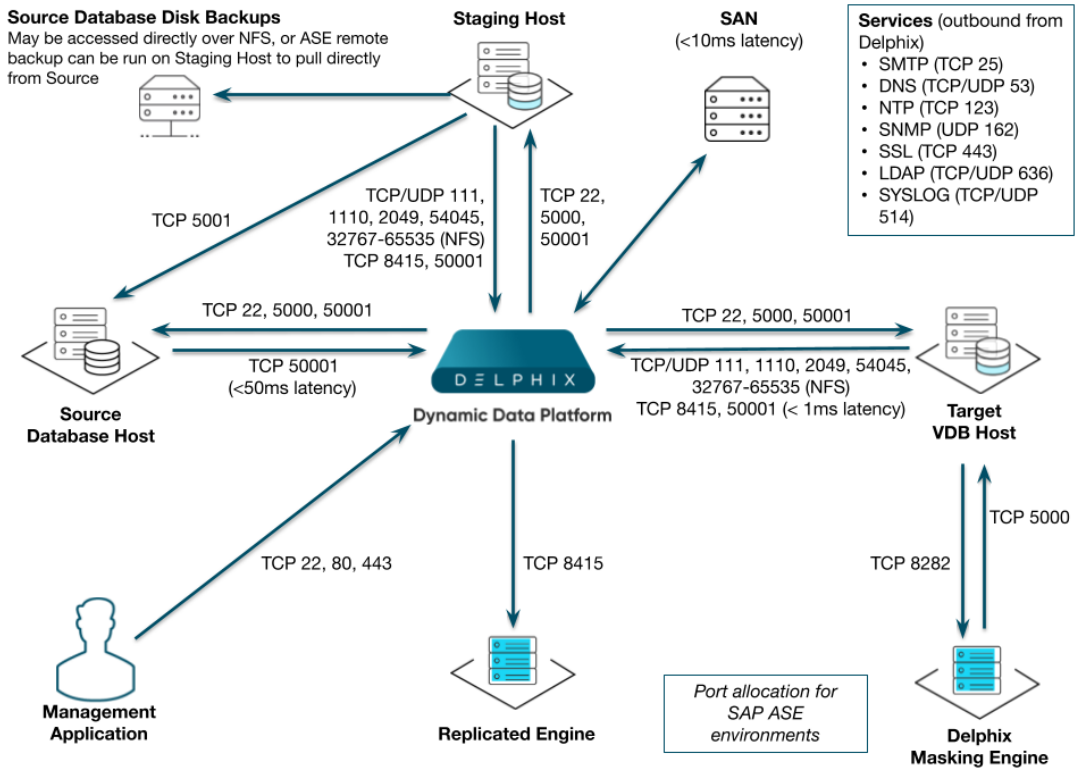 Source Database Disk Backups
May be accessed directly over NFS, or ASE remote
backup can be run on Staging Host to pull directly
from Source
Staging Host
SAN
(<10ms latency)
Services (outbound from
Delphix)
• SMTP (TCP 25)
• DNS (TCP/UDP 53)
• NTP (TCP 123)
• SNMP (UDP 162)
• SSL (TCP 443)
• LDAP (TCP/UDP 636)
• SYSLOG (TCP/UDP
514)
TCP 5001
TCP/UDP 111,
1110, 2049, 54045,
32767-65535 (NFS)
TCP 8415, 50001
TCP 22,
5000,
50001
TCP 22, 5000, 50001
TCP 50001
(<50ms latency)
Source
Database Host
DELPHIX
Dynamic Data Platform
TCP 22, 5000, 50001
TCP/UDP 111, 1110, 2049, 54045,
32767-65535 (NFS)
TCP 8415, 50001 (< 1ms latency)
Target
VDB Host
TCP 22, 80, 443
TCP 8415
TCP 8282
TCP 5000
Management
Application
Replicated Engine
Port allocation for
SAP ASE
environments
Delphix
Masking Engine